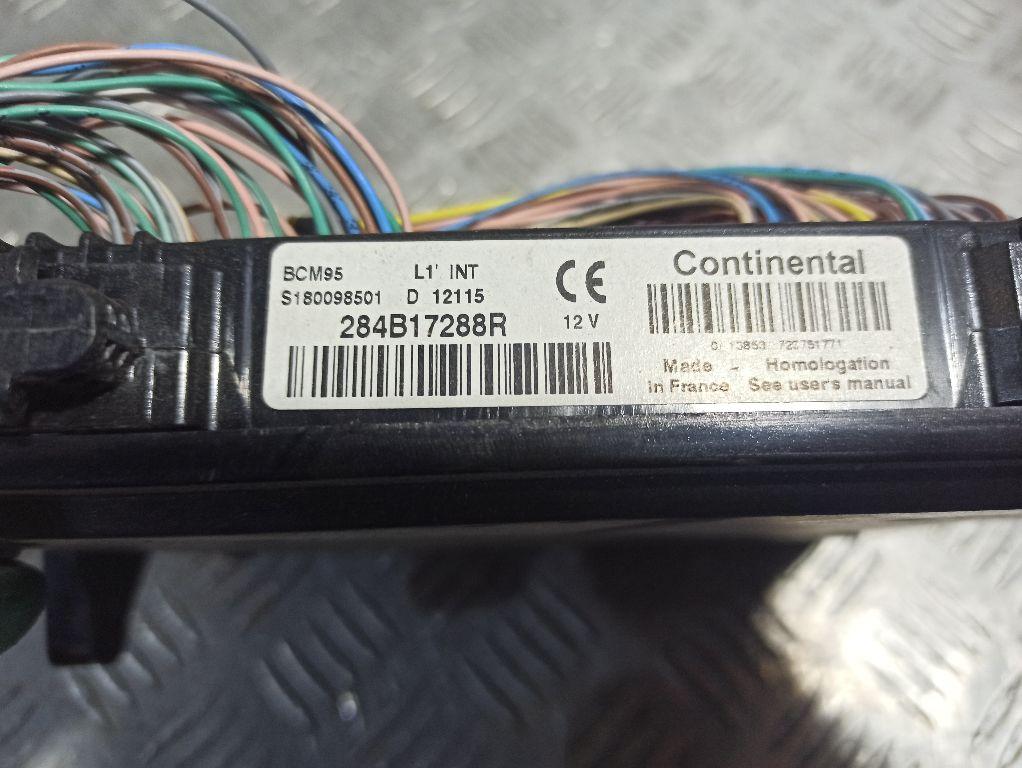 BCM95 L1' INT
S180098501 D 12115
284B17288R
CE
12 V
Continental
Made - Homologation
in France See user's manual